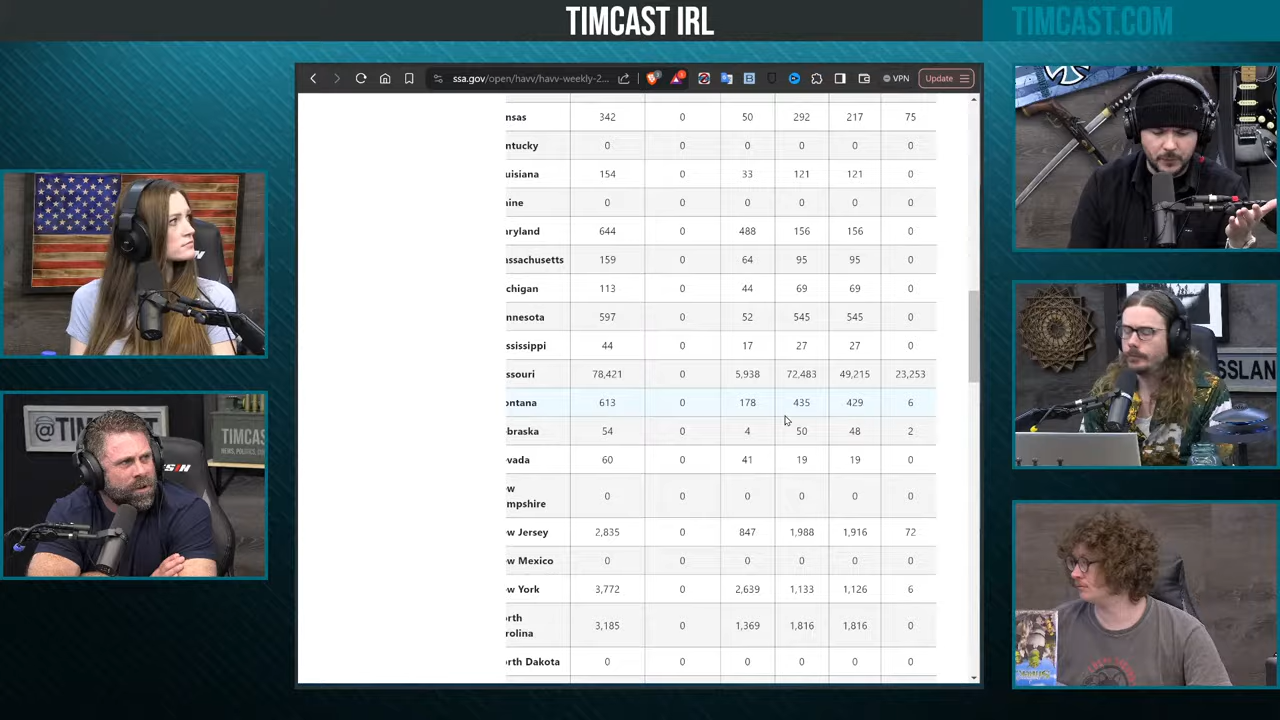 TIMCAST IRL
TIMCAST.COM
ssa.gov/open/havv/havv-weekly-2...
VPN
Update
nsas 342 0 50 292 217 75
ntucky 0 0 0 0 0 0
uisiana 154 0 33 121 121 0
ine 0 0 0 0 0 0
ryland 644 0 488 156 156 0
ssachusetts 159 0 64 95 95 0
chigan 113 0 44 69 69 0
nnesota 597 0 52 545 545 0
ssissippi 44 0 17 27 27 0
ssouri 78,421 0 5,938 72,483 49,215 23,253
ontana 613 0 178 435 429 6
braska 54 0 4 50 48 2
vada 60 0 41 19 19 0
w
mpshire 0 0 0 0 0 0
w Jersey 2,835 0 847 1,988 1,916 72
w Mexico 0 0 0 0 0 0
w York 3,772 0 2,639 1,133 1,126 6
rth
rolina 3,185 0 1,369 1,816 1,816 0
rth Dakota 0 0 0 0 0 0
@TIM
TIMCAS
SSLAN